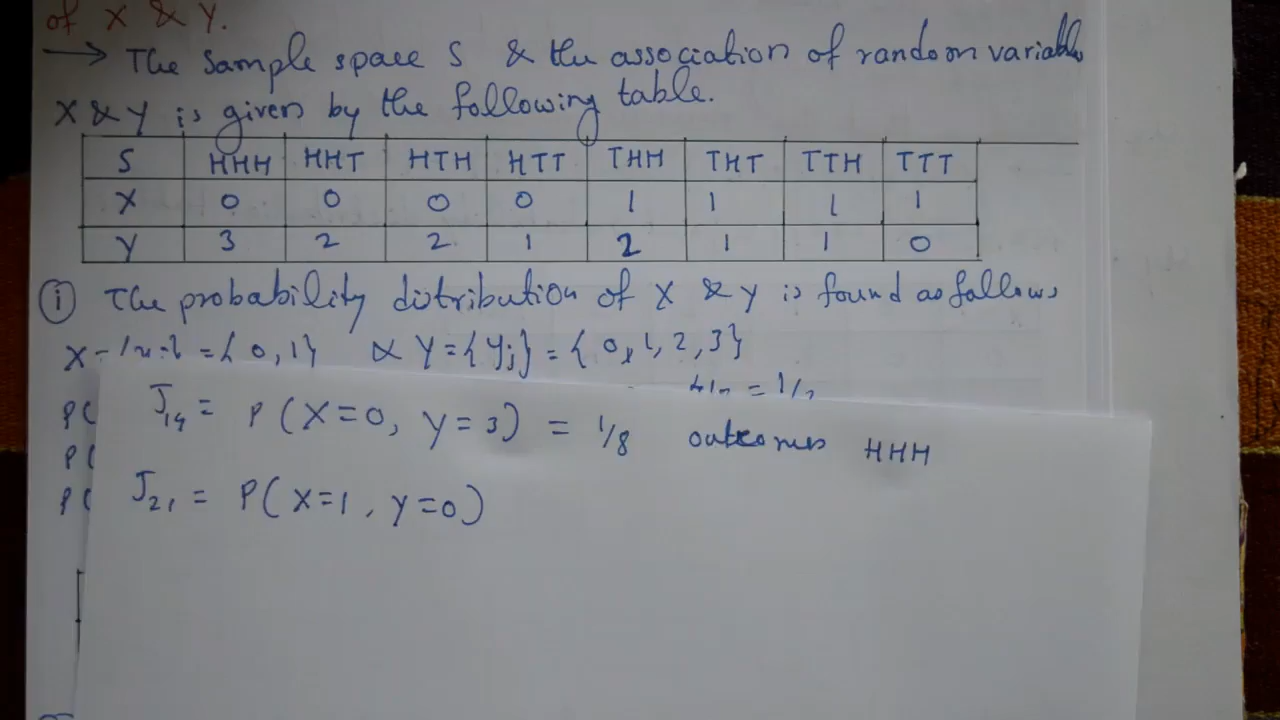 of X & Y.
→ The sample space S & the association of random variable
X & Y is given by the following table.
S HHH HHT HTH HTT THH THT TTH TTT
X 0 0 0 0 1 1 1 1
Y 3 2 2 1 2 1 1 0
(i) The probability distribution of X & Y is found as follows
X = {0, 1} & Y = {yj} = {0, 1, 2, 3}
= 1/2
P(
J14 = P(X=0, Y=3) = 1/8 outcomes HHH
P(
J21 = P(X=1, Y=0)
P(